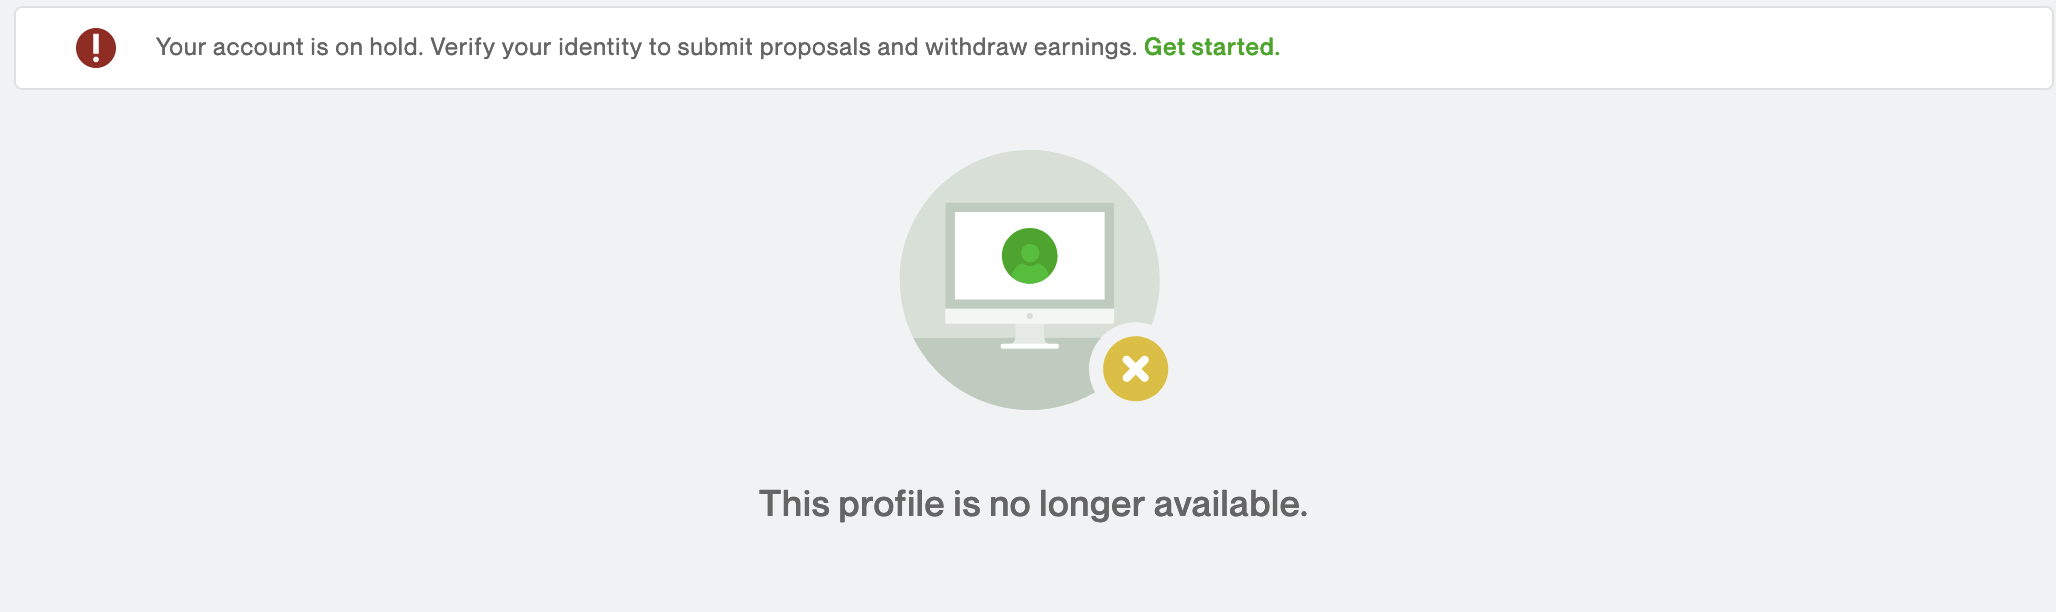 Your account is on hold. Verify your identity to submit proposals and withdraw earnings. Get started.
This profile is no longer available.